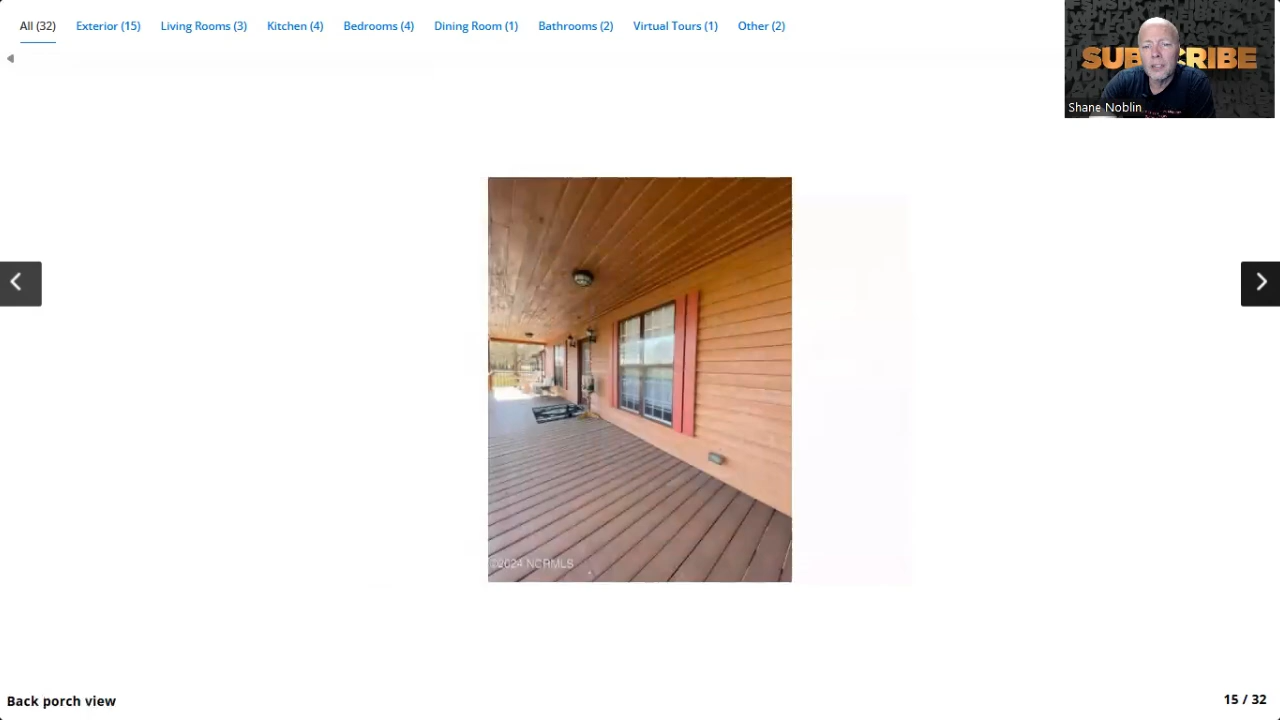 All (32) Exterior (15) Living Rooms (3) Kitchen (4) Bedrooms (4) Dining Room (1) Bathrooms (2) Virtual Tours (1) Other (2)
SUBSCRIBE
Shane Noblin
©2024 NCRMLS
Back porch view
15 / 32